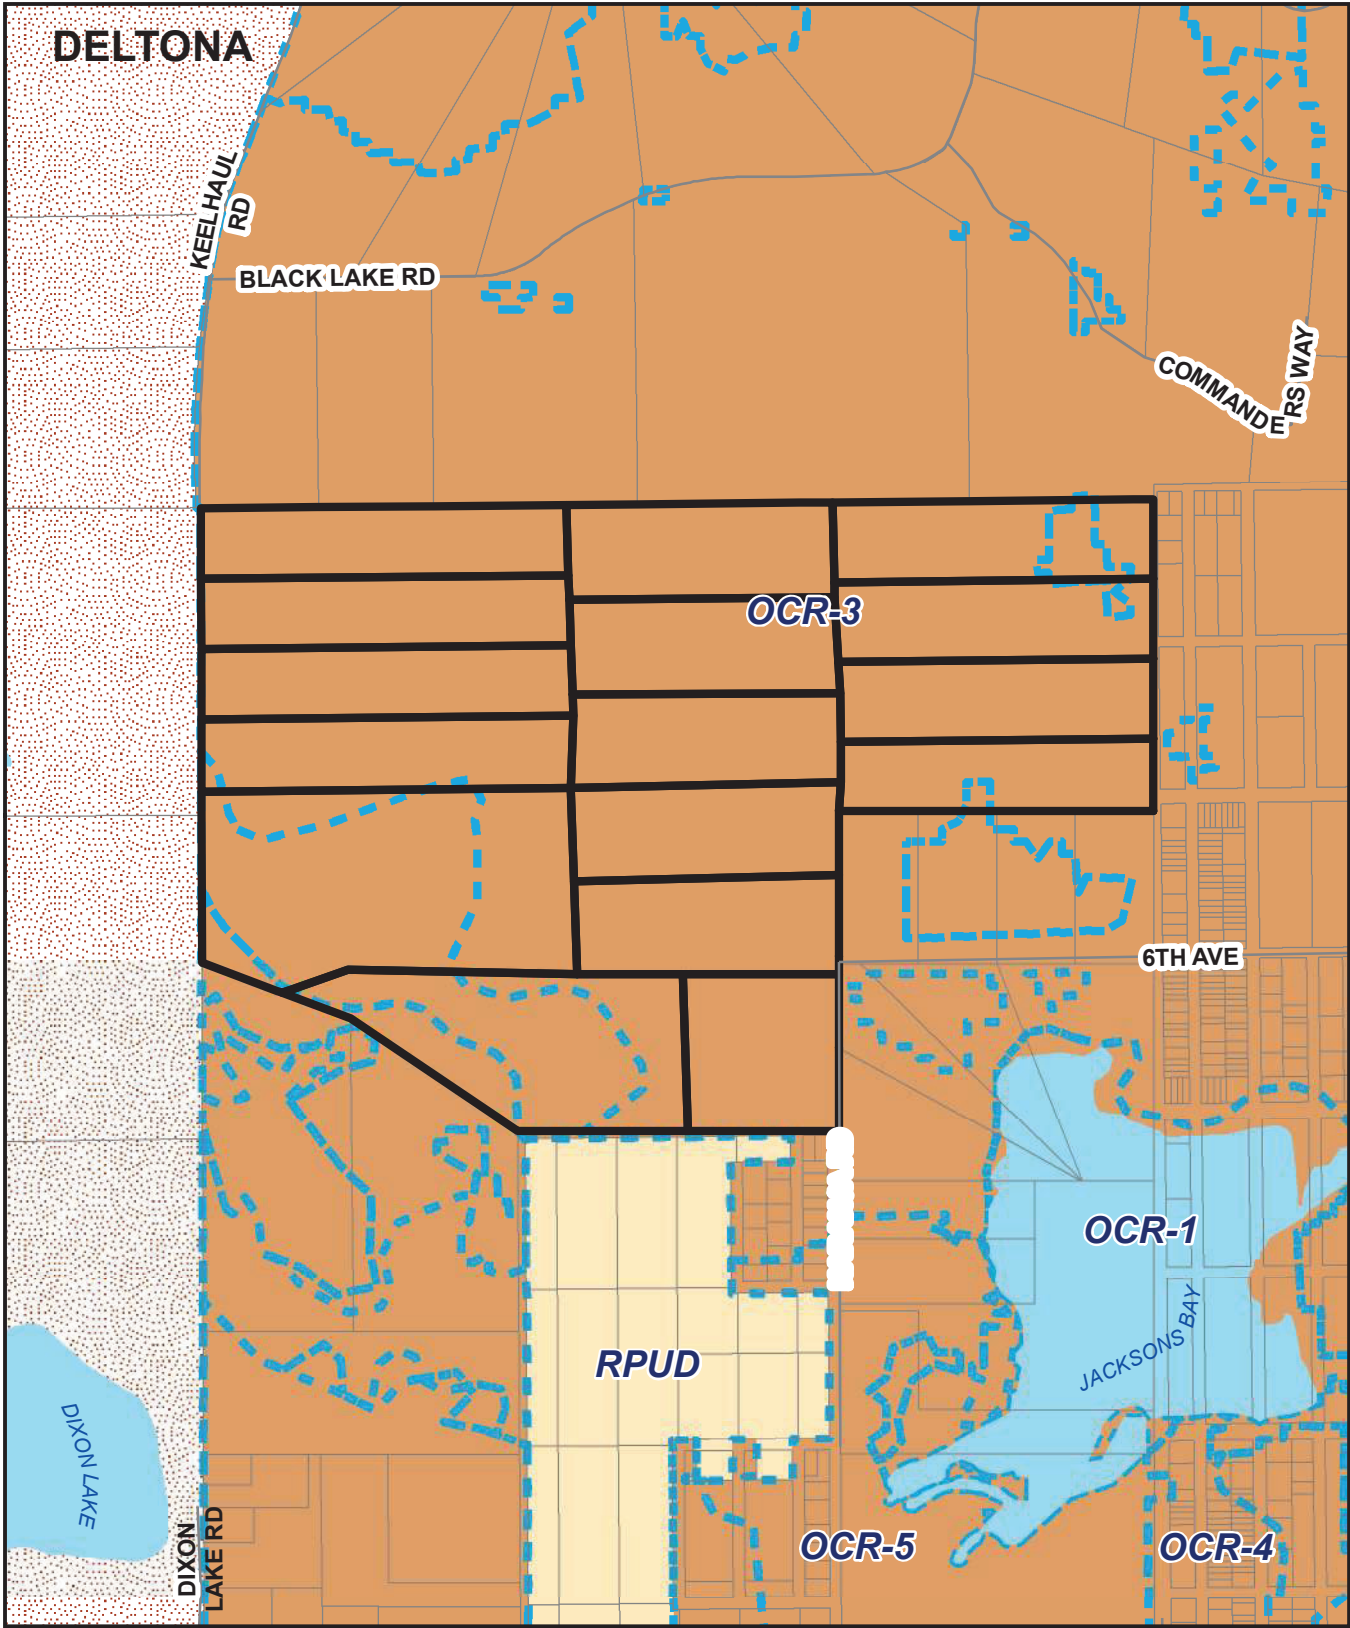 DELTONA
KEELHAUL
RD
BLACK LAKE RD
COMMANDERS WAY
OCR-3
6TH AVE
OCR-1
JACKSONS BAY
RPUD
DIXON LAKE
DIXON
LAKE RD
OCR-5
OCR-4